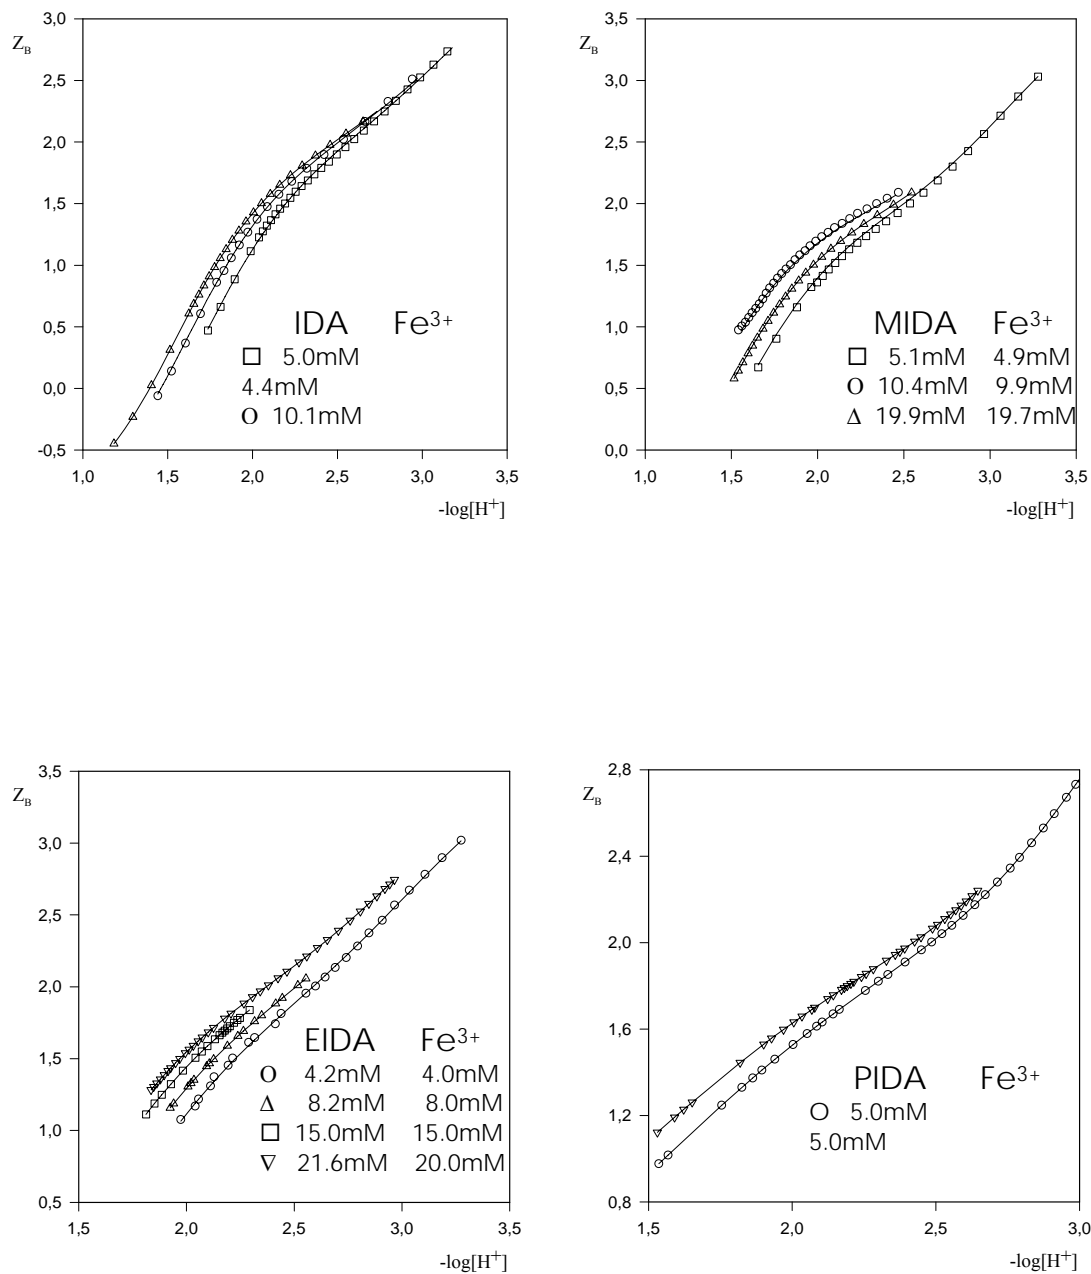 3,0
Z_B
2,5
2,0
1,5
1,0
0,5
0,0
-0,5
1,0 1,5 2,0 2,5 3,0 3,5
-log[H+]
IDA Fe3+
□ 5.0mM
4.4mM
O 10.1mM
3,5
Z_B
3,0
2,5
2,0
1,5
1,0
0,5
0,0
1,0 1,5 2,0 2,5 3,0 3,5
-log[H+]
MIDA Fe3+
□ 5.1mM 4.9mM
O 10.4mM 9.9mM
Δ 19.9mM 19.7mM
3,5
Z_B
3,0
2,5
2,0
1,5
1,0
0,5
1,5 2,0 2,5 3,0 3,5
-log[H+]
EIDA Fe3+
O 4.2mM 4.0mM
Δ 8.2mM 8.0mM
□ 15.0mM 15.0mM
∇ 21.6mM 20.0mM
2,8
Z_B
2,4
2,0
1,6
1,2
0,8
1,5 2,0 2,5 3,0
-log[H+]
PIDA Fe3+
O 5.0mM
5.0mM